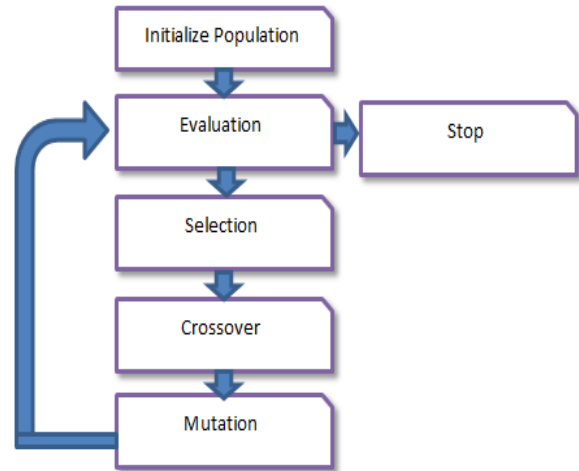 Initialize Population
Evaluation
Stop
Selection
Crossover
Mutation